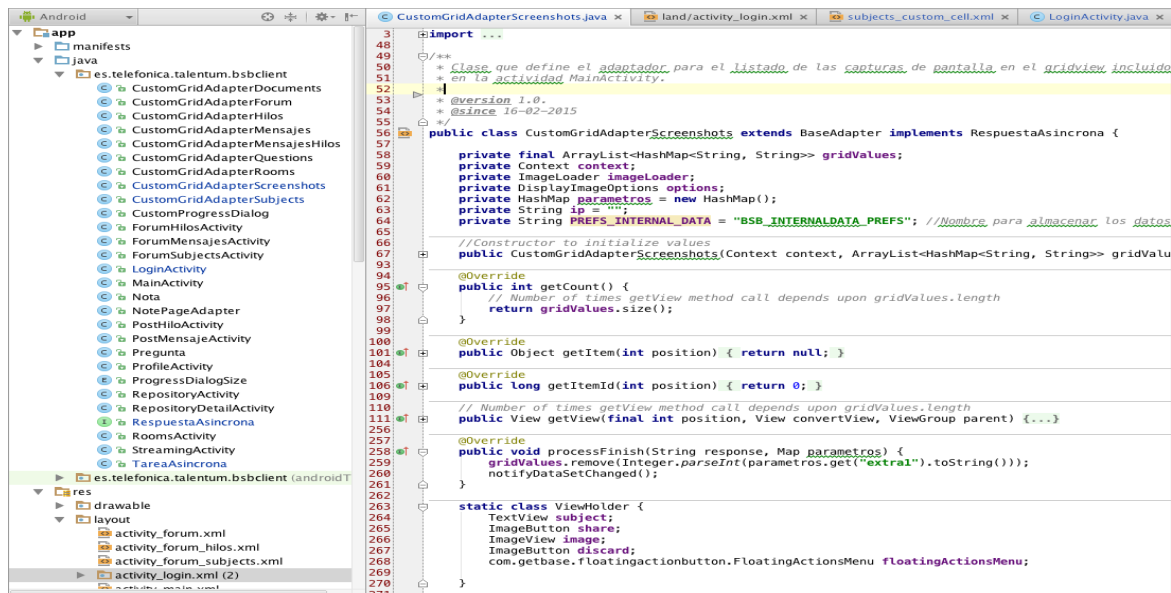 Android
CustomGridAdapterScreenshots.java
land/activity_login.xml
subjects_custom_cell.xml
LoginActivity.java
app
manifests
java
es.telefonica.talentum.bsbclient
CustomGridAdapterDocuments
CustomGridAdapterForum
CustomGridAdapterHilos
CustomGridAdapterMensajes
CustomGridAdapterMensajesHilos
CustomGridAdapterQuestions
CustomGridAdapterRooms
CustomGridAdapterScreenshots
CustomGridAdapterSubjects
CustomProgressDialog
ForumHilosActivity
ForumMensajesActivity
ForumSubjectsActivity
LoginActivity
MainActivity
Nota
NotePageAdapter
PostHiloActivity
PostMensajeActivity
Pregunta
ProfileActivity
ProgressDialogSize
RepositoryActivity
RepositoryDetailActivity
RespuestaAsincrona
RoomsActivity
StreamingActivity
TareaAsincrona
es.telefonica.talentum.bsbclient (androidT
res
drawable
layout
activity_forum.xml
activity_forum_hilos.xml
activity_forum_subjects.xml
activity_login.xml (2)
activity_main.xml
3 import ...
48
49 /**
50 * Clase que define el adaptador para el listado de las capturas de pantalla en el gridview incluido
51 * en la actividad MainActivity.
52 *
53 * @version 1.0.
54 * @since 16-02-2015
55 */
56 public class CustomGridAdapterScreenshots extends BaseAdapter implements RespuestaAsincrona {
57
58 private final ArrayList<HashMap<String, String>> gridValues;
59 private Context context;
60 private ImageLoader imageLoader;
61 private DisplayImageOptions options;
62 private HashMap parametros = new HashMap();
63 private String ip = "";
64 private String PREFS_INTERNAL_DATA = "BSB_INTERNALDATA_PREFS"; //Nombre para almacenar los datos
65
66 //Constructor to initialize values
67 public CustomGridAdapterScreenshots(Context context, ArrayList<HashMap<String, String>> gridValu
93
94 @Override
95 public int getCount() {
96 // Number of times getView method call depends upon gridValues.length
97 return gridValues.size();
98 }
99
100 @Override
101 public Object getItem(int position) { return null; }
104
105 @Override
106 public long getItemId(int position) { return 0; }
109
110 // Number of times getView method call depends upon gridValues.length
111 public View getView(final int position, View convertView, ViewGroup parent) {...}
256
257 @Override
258 public void processFinish(String response, Map parametros) {
259 gridValues.remove(Integer.parseInt(parametros.get("extra1").toString()));
260 notifyDataSetChanged();
261 }
262
263 static class ViewHolder {
264 TextView subject;
265 ImageButton share;
266 ImageView image;
267 ImageButton discard;
268 com.getbase.floatingactionbutton.FloatingActionsMenu floatingActionsMenu;
269
270 }
271